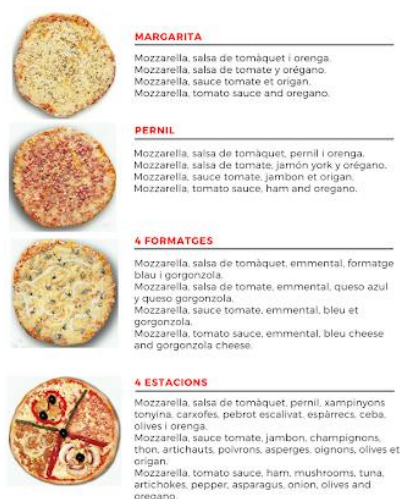 MARGARITA
Mozzarella, salsa de tomàquet i orenga.
Mozzarella, salsa de tomate y orégano.
Mozzarella, sauce tomate et origan.
Mozzarella, tomato sauce and oregano.
PERNIL
Mozzarella, salsa de tomàquet, pernil i orenga.
Mozzarella, salsa de tomate, jamón york y orégano.
Mozzarella, sauce tomate, jambon et origan.
Mozzarella, tomato sauce, ham and oregano.
4 FORMATGES
Mozzarella, salsa de tomàquet, emmental, formatge
blau i gorgonzola.
Mozzarella, salsa de tomate, emmental, queso azul
y queso gorgonzola.
Mozzarella, sauce tomate, emmental, bleu et
gorgonzola.
Mozzarella, tomato sauce, emmental, bleu cheese
and gorgonzola cheese.
4 ESTACIONS
Mozzarella, salsa de tomàquet, pernil, xampinyons
tonyina, carxofes, pebrot escalivat, espàrrecs, ceba,
olives i orenga.
Mozzarella, sauce tomate, jambon, champignons,
thon, artichauts, poivrons, asperges, oignons, olives et
origan.
Mozzarella, tomato sauce, ham, mushrooms, tuna,
artichokes, pepper, asparagus, onion, olives and
oregano.